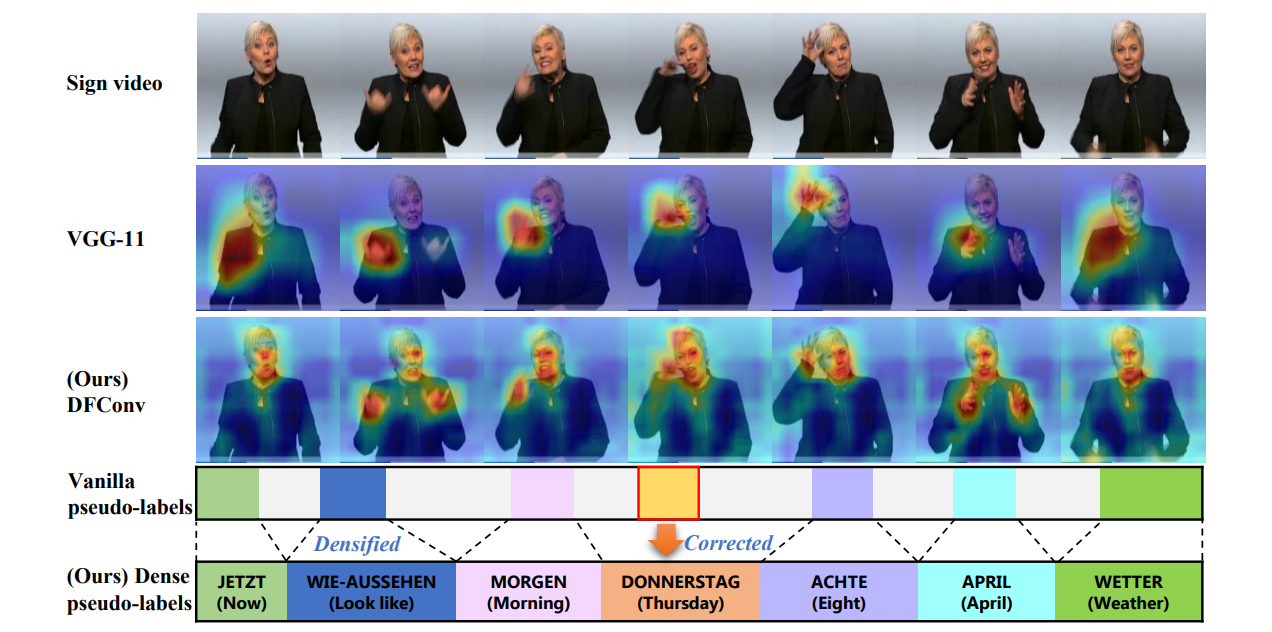 Sign video
VGG-11
(Ours)
DFConv
Vanilla
pseudo-labels
Densified
Corrected
(Ours) Dense
pseudo-labels
JETZT
(Now)
WIE-AUSSEHEN
(Look like)
MORGEN
(Morning)
DONNERSTAG
(Thursday)
ACHTE
(Eight)
APRIL
(April)
WETTER
(Weather)